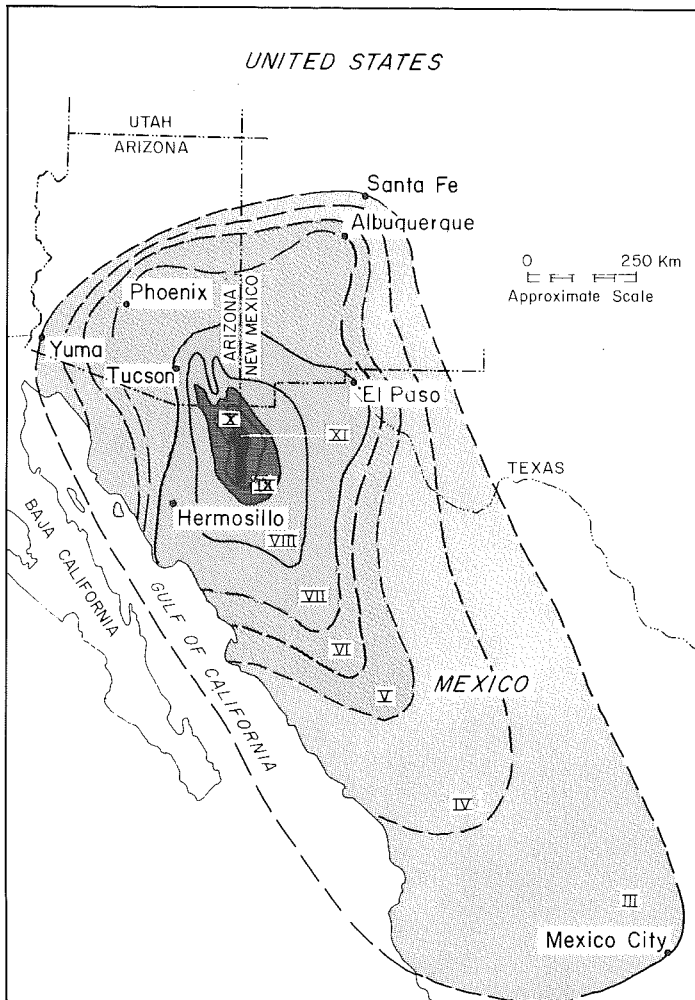 UNITED STATES
UTAH
ARIZONA
Santa Fe
Albuquerque
0 250 Km
Approximate Scale
Phoenix
ARIZONA
NEW MEXICO
Yuma
Tucson
El Paso
X
XI
TEXAS
IX
Hermosillo
VIII
BAJA CALIFORNIA
GULF OF CALIFORNIA
VII
VI
V
MEXICO
IV
III
Mexico City